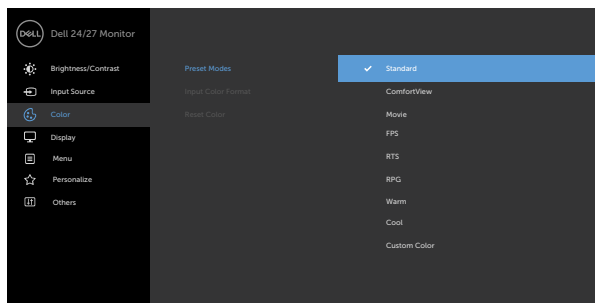 DELL Dell 24/27 Monitor
Brightness/Contrast
Input Source
Color
Display
Menu
Personalize
Others
Preset Modes
Input Color Format
Reset Color
Standard
ComfortView
Movie
FPS
RTS
RPG
Warm
Cool
Custom Color